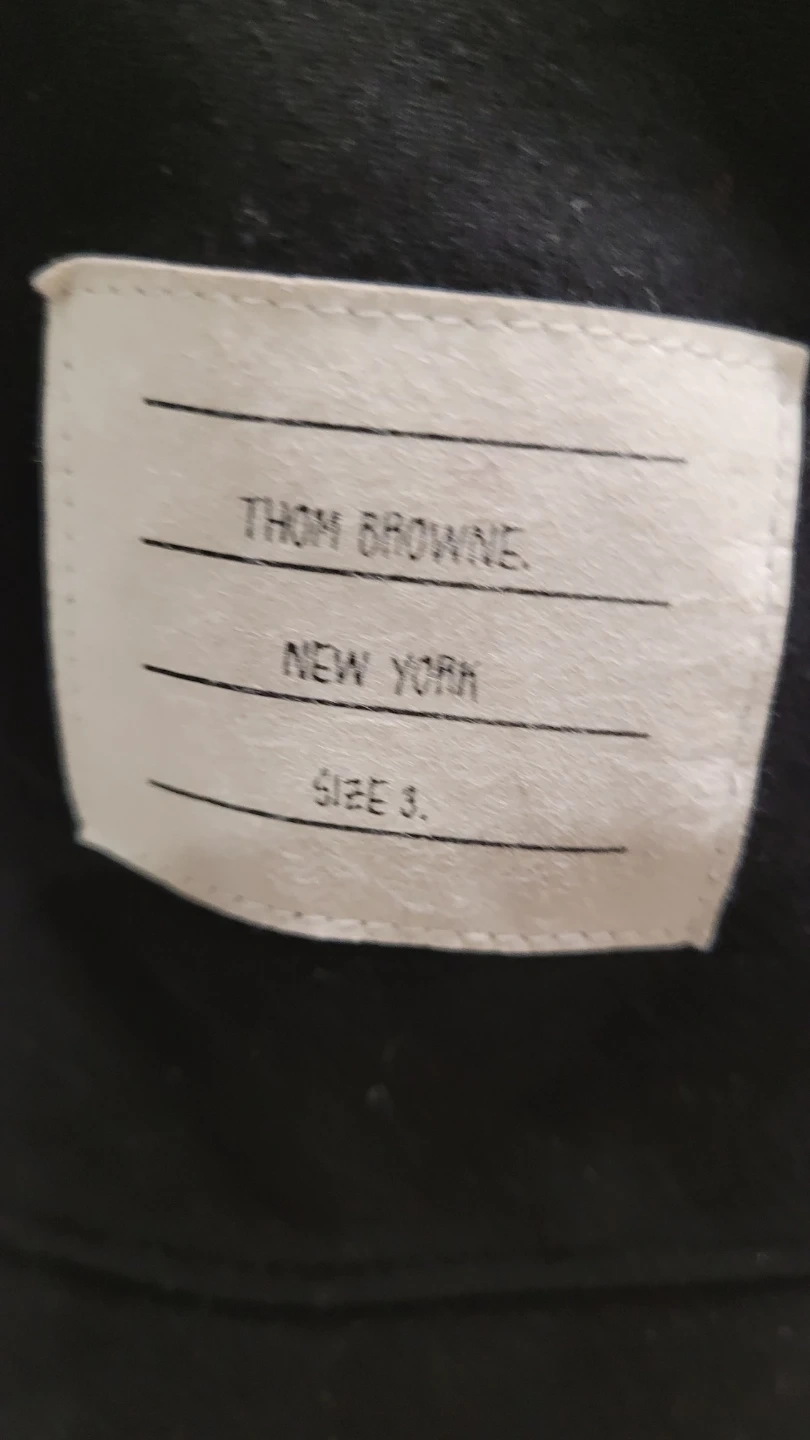 THOM BROWNE.
NEW YORK
SIZE 3.